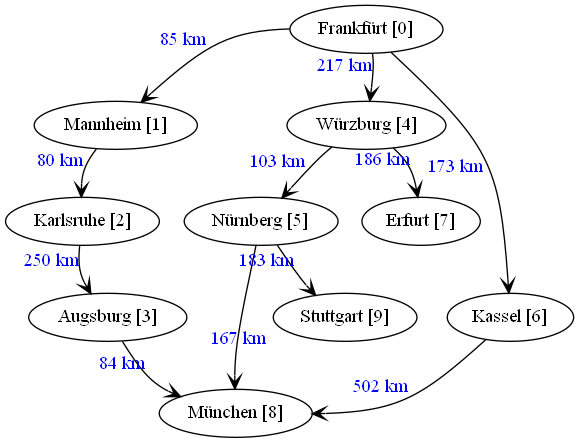 Frankfürt [0]
85 km
217 km
Mannheim [1]
Würzburg [4]
80 km
103 km
186 km
173 km
Karlsruhe [2]
Nürnberg [5]
Erfurt [7]
250 km
183 km
Augsburg [3]
Stuttgart [9]
Kassel [6]
167 km
84 km
502 km
München [8]